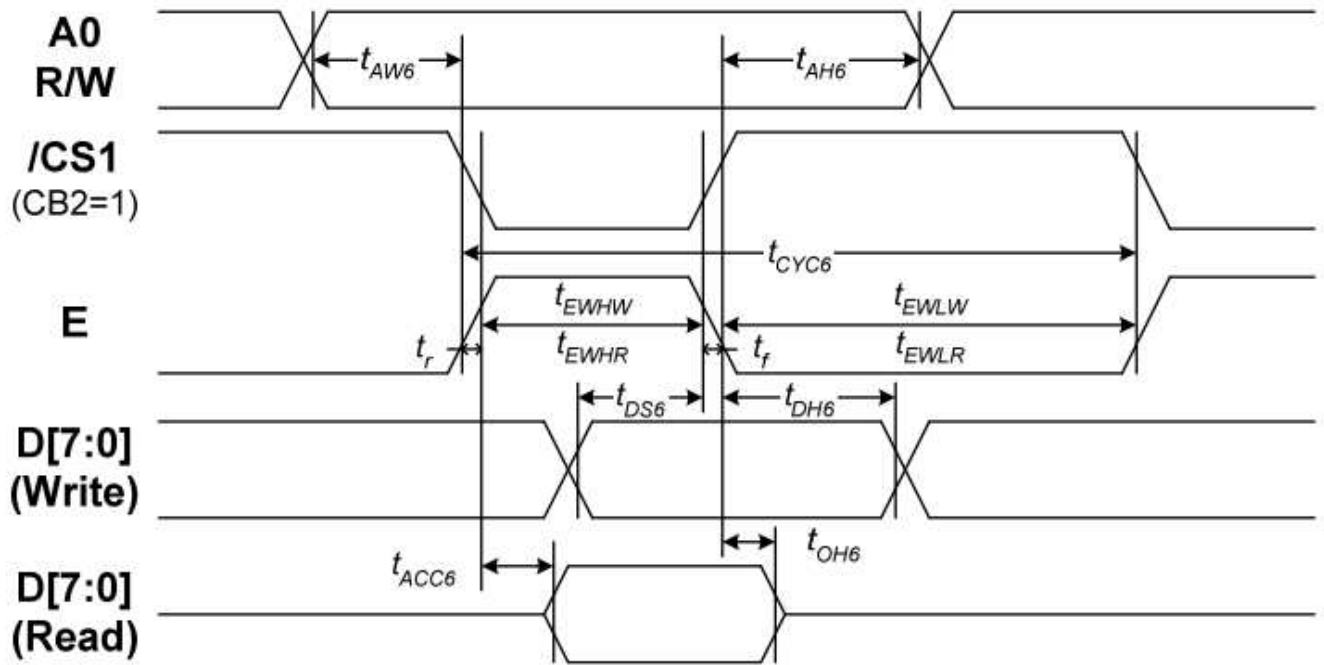 A0
R/W
tAW6
tAH6
/CS1
(CB2=1)
tCYC6
E
tEWHW
tEWLW
tr
tEWHR
tf
tEWLR
tDS6
tDH6
D[7:0]
(Write)
tOH6
tACC6
D[7:0]
(Read)